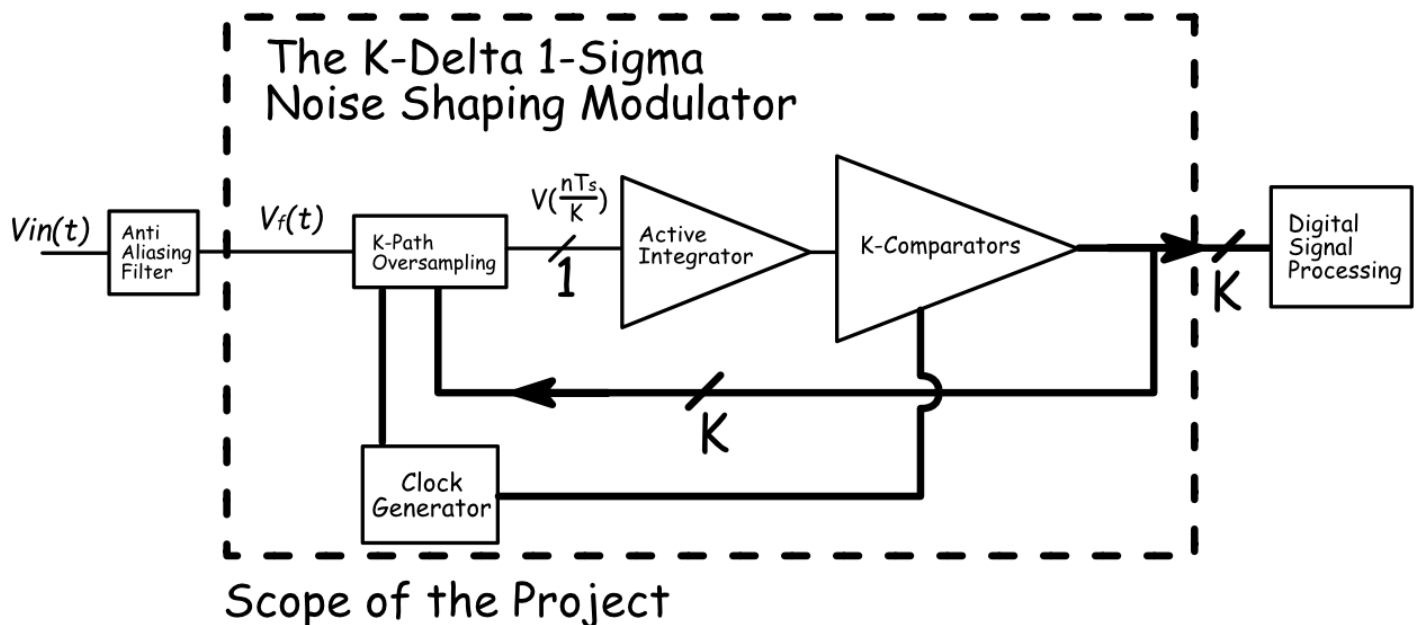 The K-Delta 1-Sigma
Noise Shaping Modulator
Vin(t)
Anti
Aliasing
Filter
Vf(t)
K-Path
Oversampling
V(nTs/K)
1
Active
Integrator
K-Comparators
K
Digital
Signal
Processing
K
Clock
Generator
Scope of the Project